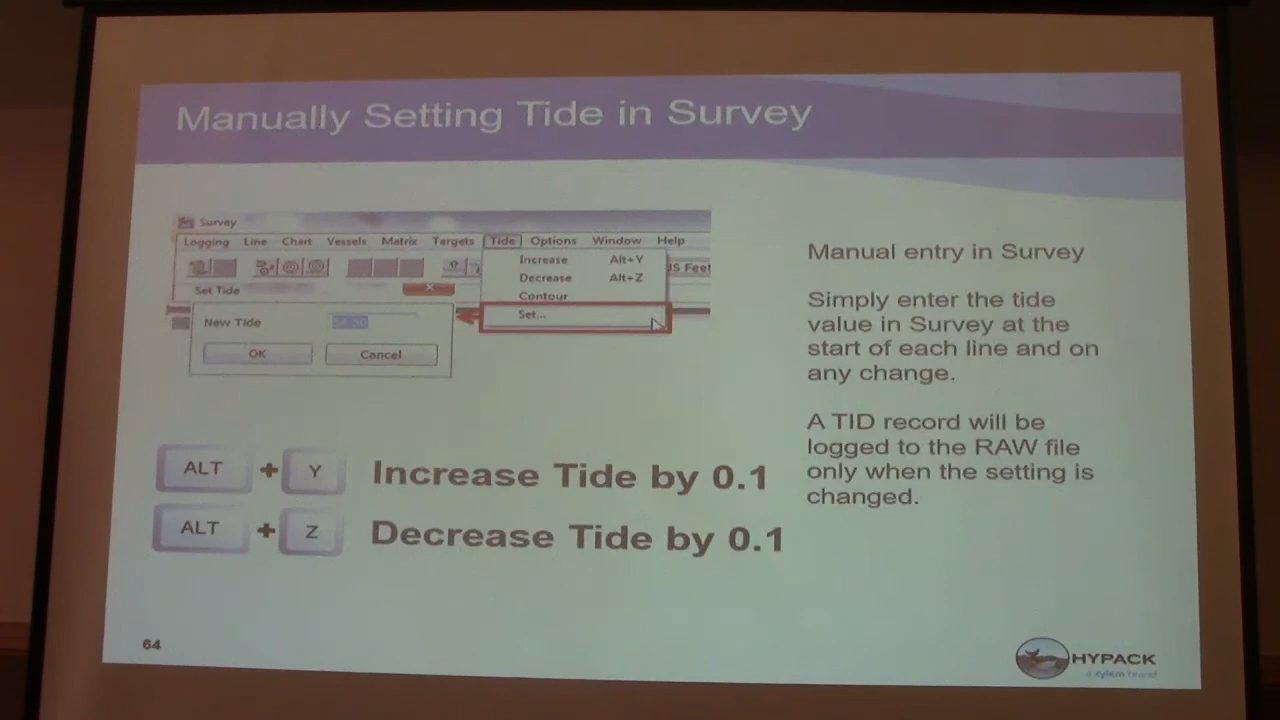 Manually Setting Tide in Survey
Survey
Logging Line Chart Vessels Matrix Targets Tide Options Window Help
Increase Alt+Y
US Feet
Decrease Alt+Z
Set Tide
Contour
New Tide
Set...
OK Cancel
ALT + Y Increase Tide by 0.1
ALT + Z Decrease Tide by 0.1
Manual entry in Survey
Simply enter the tide
value in Survey at the
start of each line and on
any change.
A TID record will be
logged to the RAW file
only when the setting is
changed.
64
HYPACK
a xylem brand